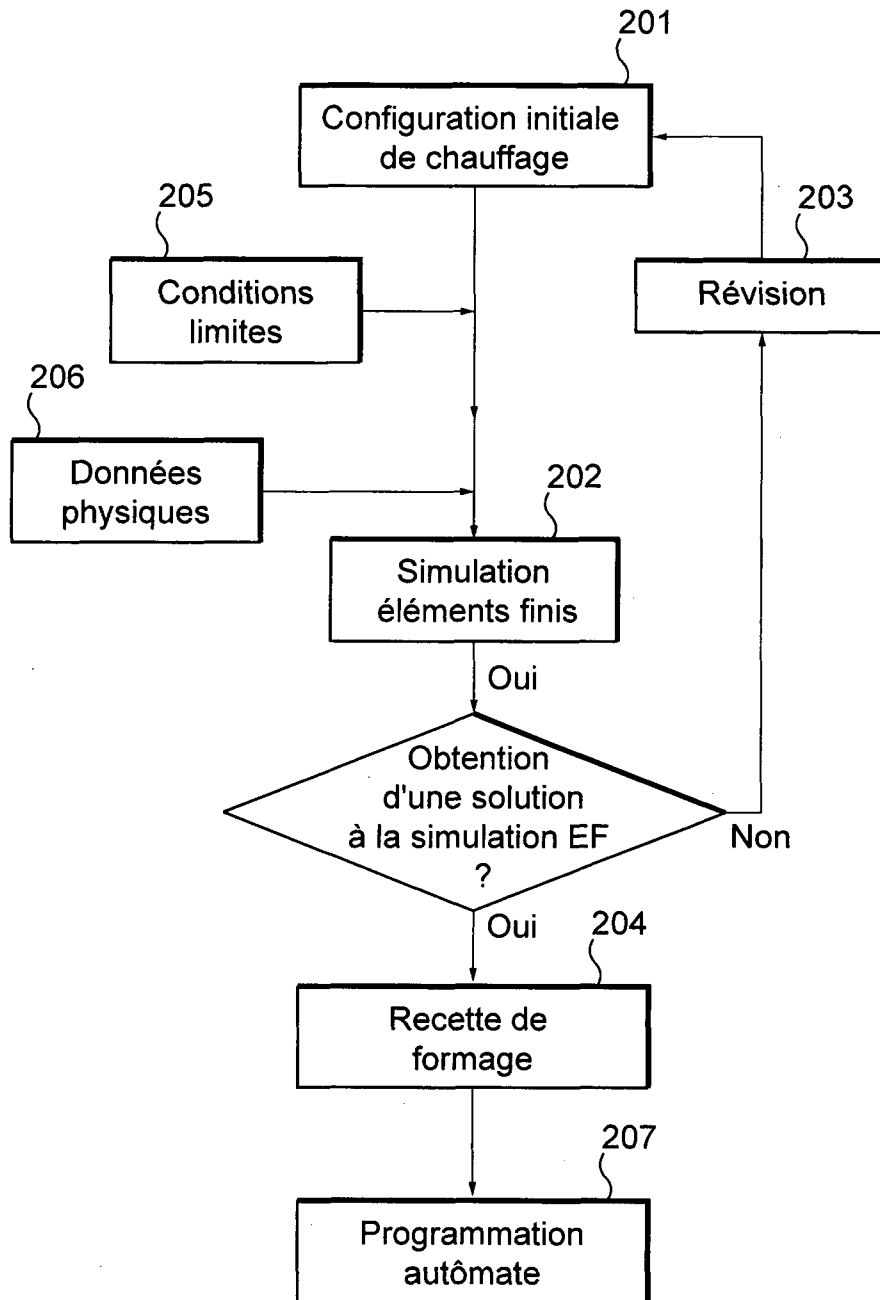 201
Configuration initiale
de chauffage
205
203
Conditions
limites
Révision
206
Données
physiques
202
Simulation
éléments finis
Oui
Obtention
d'une solution
à la simulation EF
?
Non
Oui
204
Recette de
formage
207
Programmation
autômate